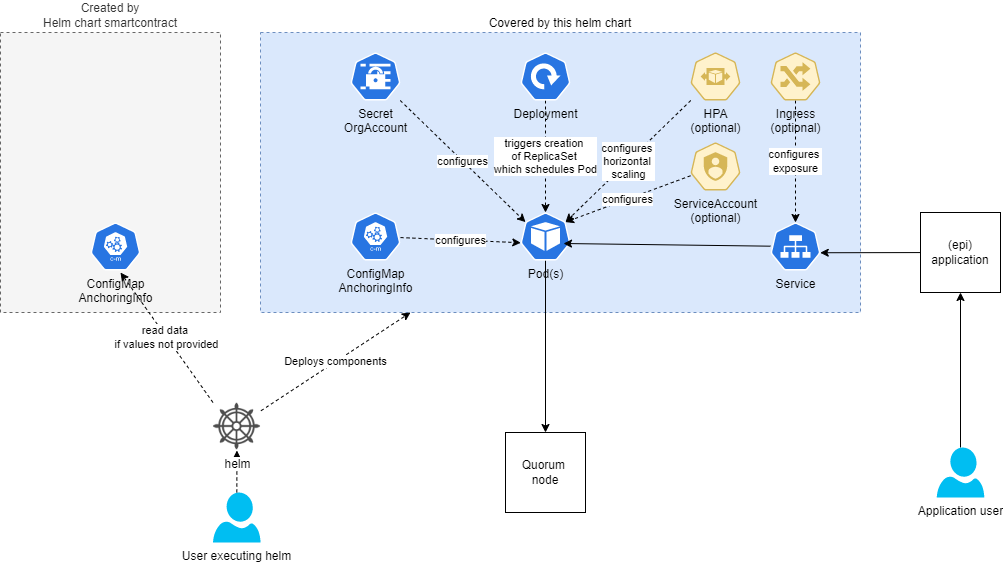 Created by
Helm chart smartcontract
Covered by this helm chart
Secret
OrgAccount
Deployment
HPA
(optional)
Ingress
(optional)
triggers creation
of ReplicaSet
which schedules Pod
configures
configures
horizontal
scaling
configures
exposure
configures
ServiceAccount
(optional)
ConfigMap
AnchoringInfo
c-m
configures
Pod(s)
Service
(epi)
application
c-m
ConfigMap
AnchoringInfo
read data
if values not provided
Deploys components
helm
Quorum
node
User executing helm
Application user